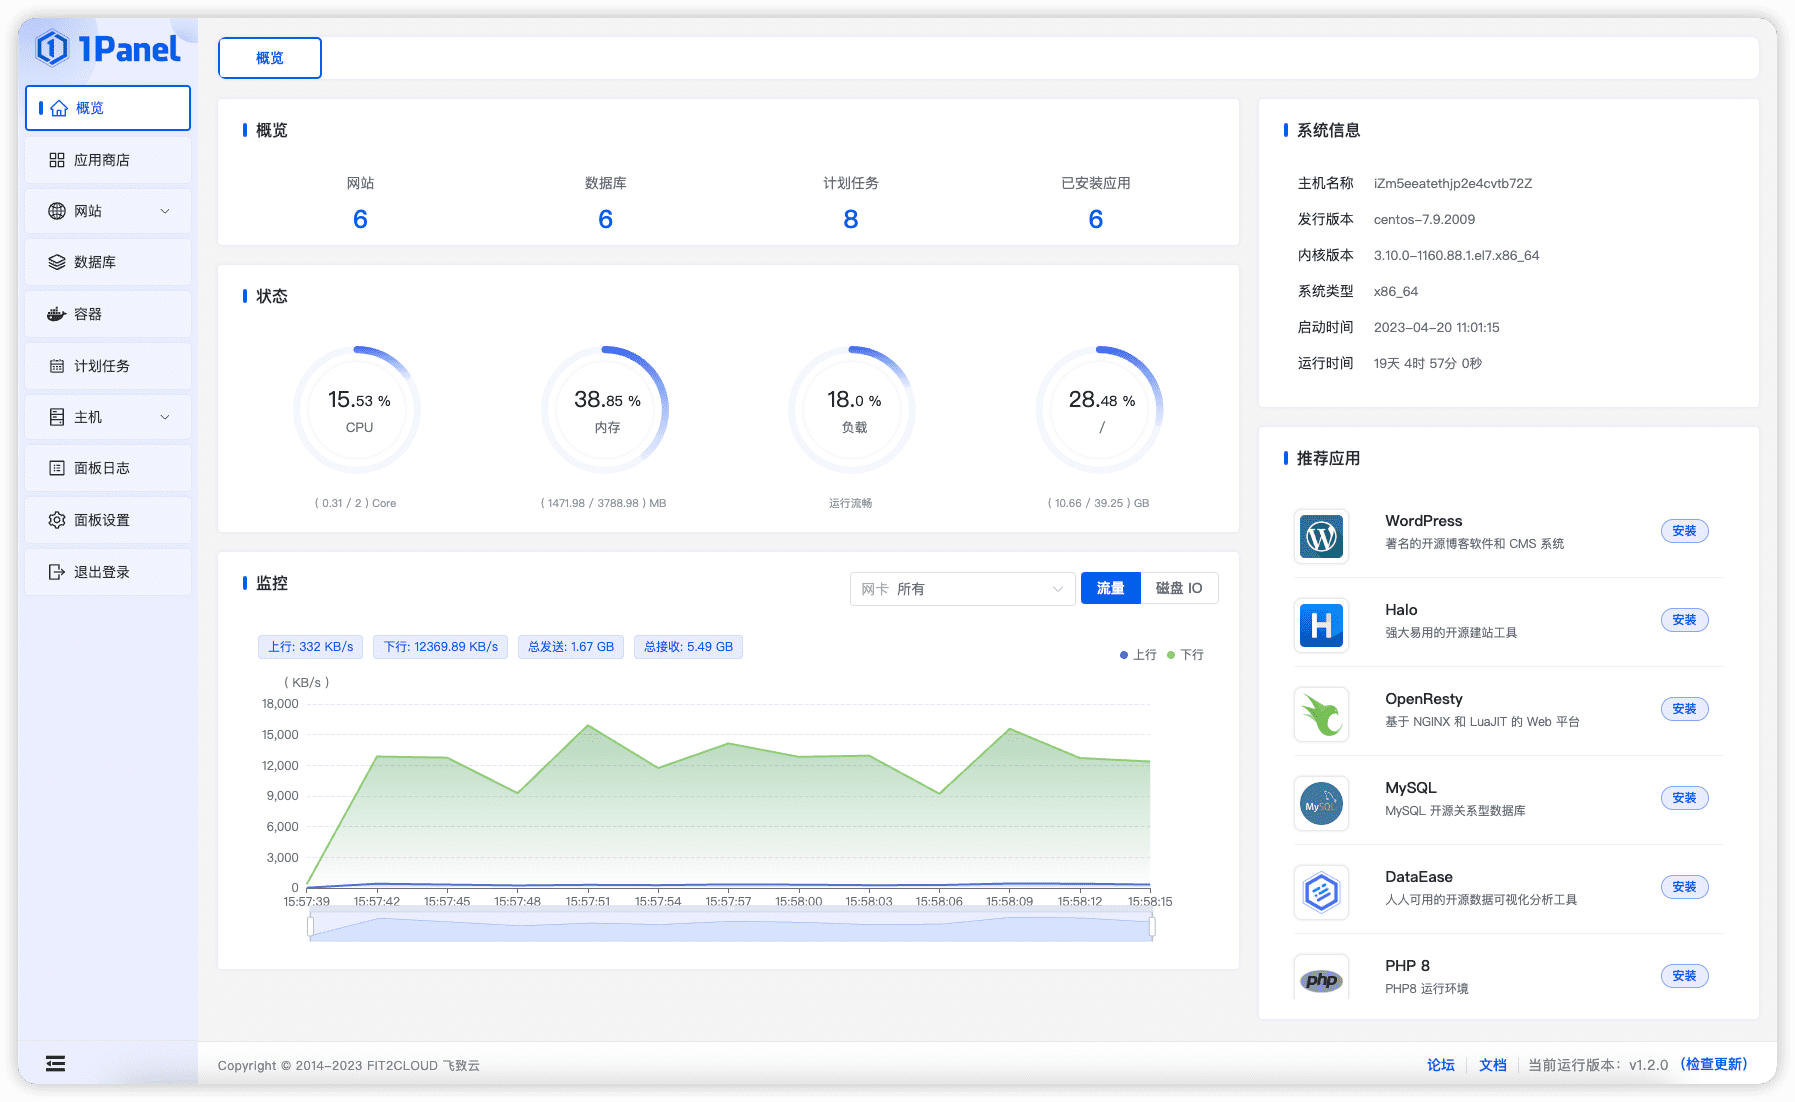 1Panel
概览
应用商店
网站
数据库
容器
计划任务
主机
面板日志
面板设置
退出登录
概览
概览
网站
6
数据库
6
计划任务
8
已安装应用
6
状态
15.53 %
CPU
( 0.31 / 2 ) Core
38.85 %
内存
( 1471.98 / 3788.98 ) MB
18.0 %
负载
运行流畅
28.48 %
/
( 10.66 / 39.25 ) GB
监控
网卡 所有
流量
磁盘 IO
上行: 332 KB/s
下行: 12369.89 KB/s
总发送: 1.67 GB
总接收: 5.49 GB
上行
下行
( KB/s )
18,000
15,000
12,000
9,000
6,000
3,000
0
15:57:39 15:57:42 15:57:45 15:57:48 15:57:51 15:57:54 15:57:57 15:58:00 15:58:03 15:58:06 15:58:09 15:58:12 15:58:15
系统信息
主机名称 iZm5eeatethjp2e4cvtb72Z
发行版本 centos-7.9.2009
内核版本 3.10.0-1160.88.1.el7.x86_64
系统类型 x86_64
启动时间 2023-04-20 11:01:15
运行时间 19天 4时 57分 0秒
推荐应用
WordPress
著名的开源博客软件和 CMS 系统
安装
H
Halo
强大易用的开源建站工具
安装
OpenResty
基于 NGINX 和 LuaJIT 的 Web 平台
安装
MySQL
MySQL
MySQL 开源关系型数据库
安装
DataEase
人人可用的开源数据可视化分析工具
安装
php
PHP 8
PHP8 运行环境
安装
Copyright © 2014-2023 FIT2CLOUD 飞致云
论坛
文档
当前运行版本: v1.2.0 (检查更新)